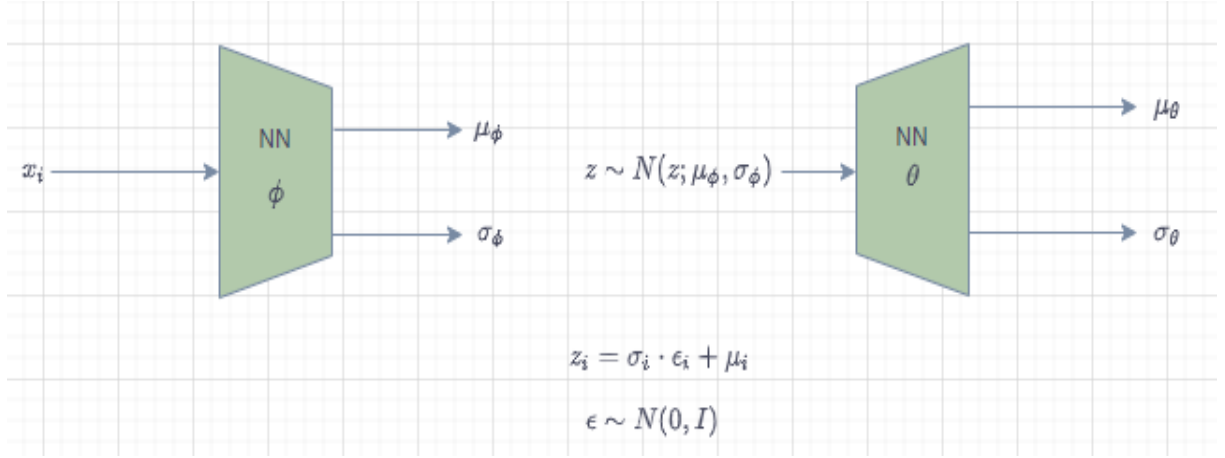 x_i
NN
ϕ
μ_ϕ
σ_ϕ
z ∼ N(z; μ_ϕ, σ_ϕ)
NN
θ
μ_θ
σ_θ
z_i = σ_i · ϵ_i + μ_i
ϵ ∼ N(0, I)